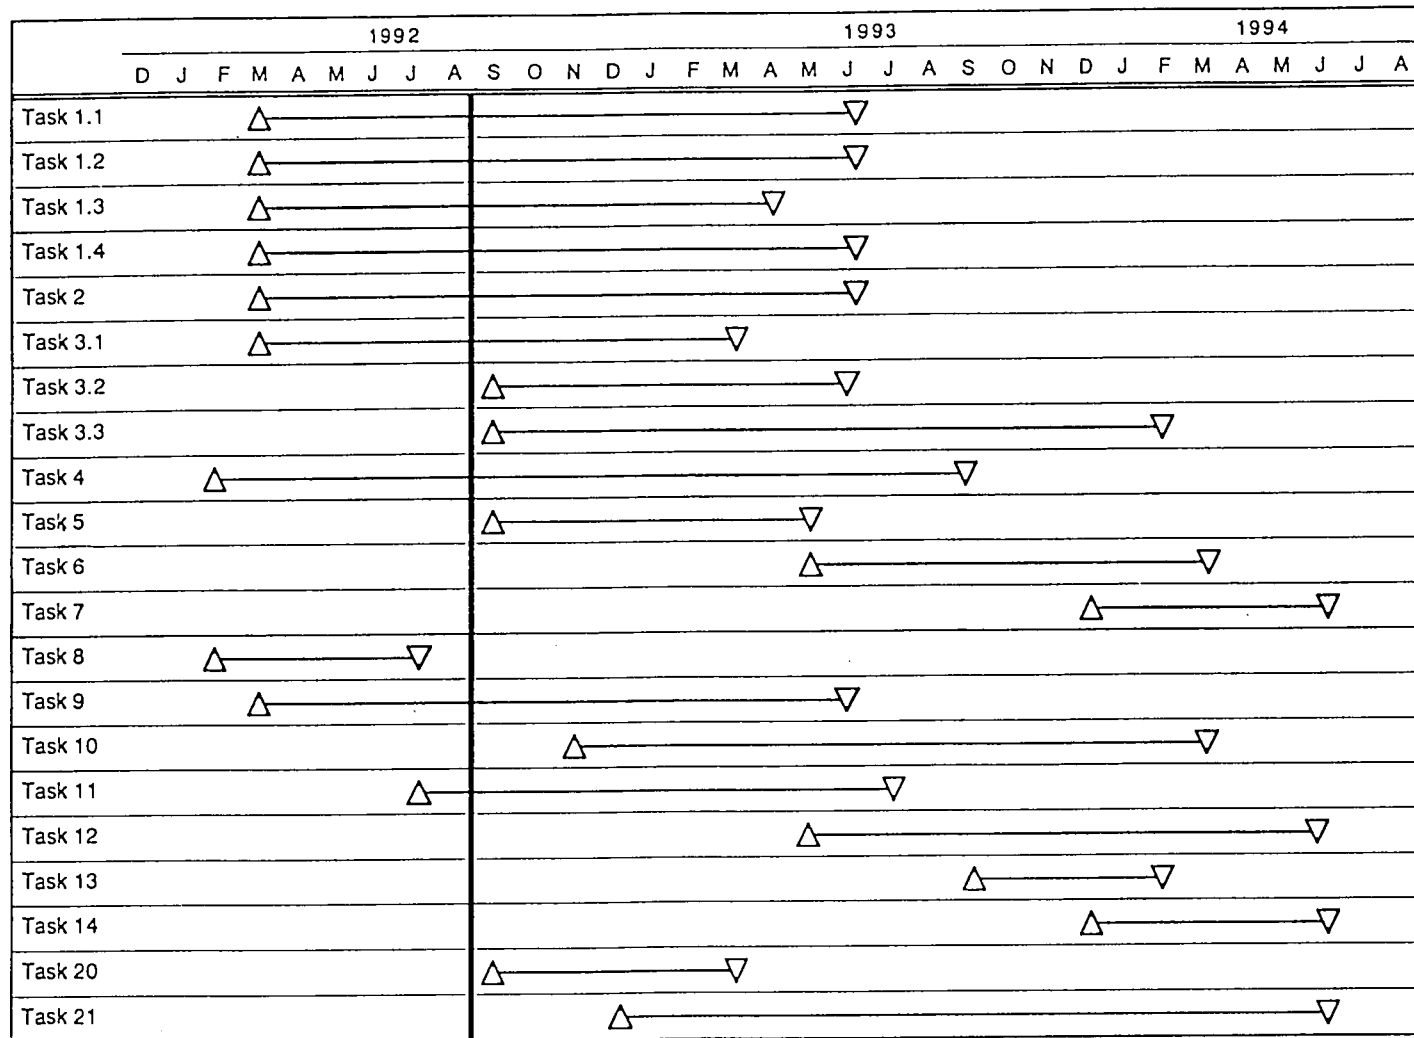 1992 1993 1994
D J F M A M J J A S O N D J F M A M J J A S O N D J F M A M J J A
Task 1.1
Task 1.2
Task 1.3
Task 1.4
Task 2
Task 3.1
Task 3.2
Task 3.3
Task 4
Task 5
Task 6
Task 7
Task 8
Task 9
Task 10
Task 11
Task 12
Task 13
Task 14
Task 20
Task 21